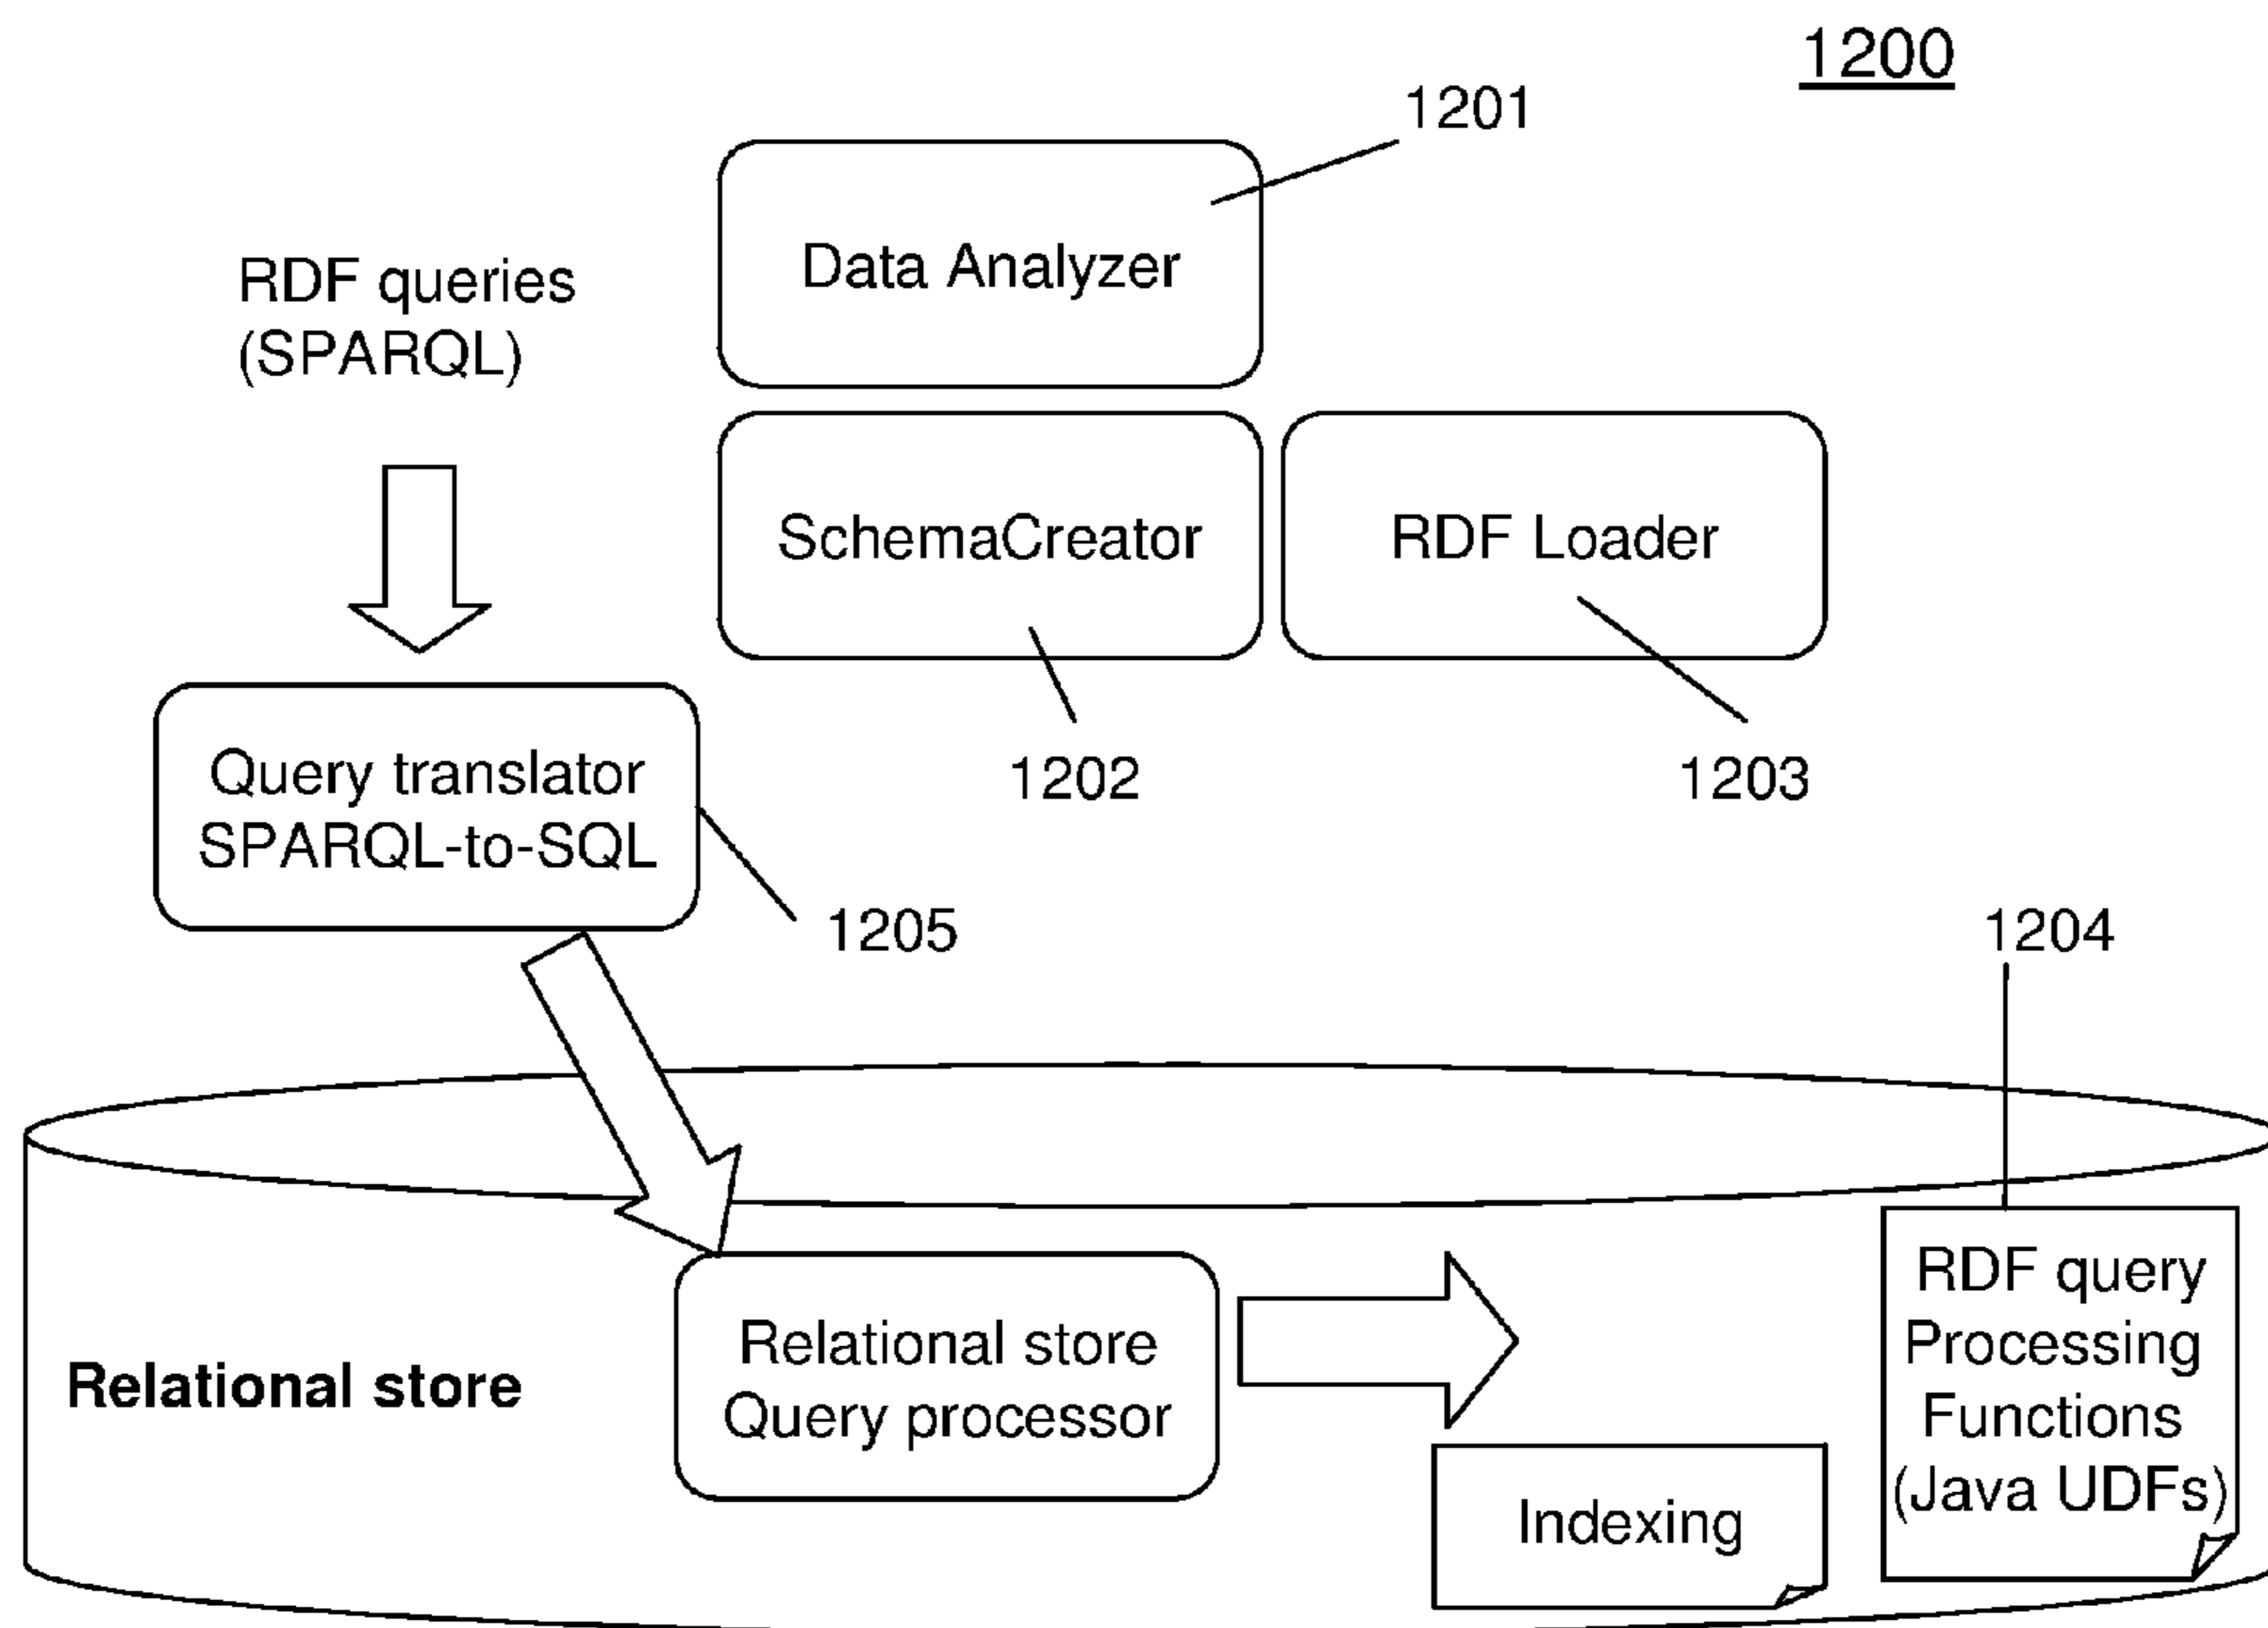 1200
1201
Data Analyzer
RDF queries
(SPARQL)
SchemaCreator
RDF Loader
1202
1203
Query translator
SPARQL-to-SQL
1205
1204
Relational store
Relational store
Query processor
Indexing
RDF query
Processing
Functions
(Java UDFs)